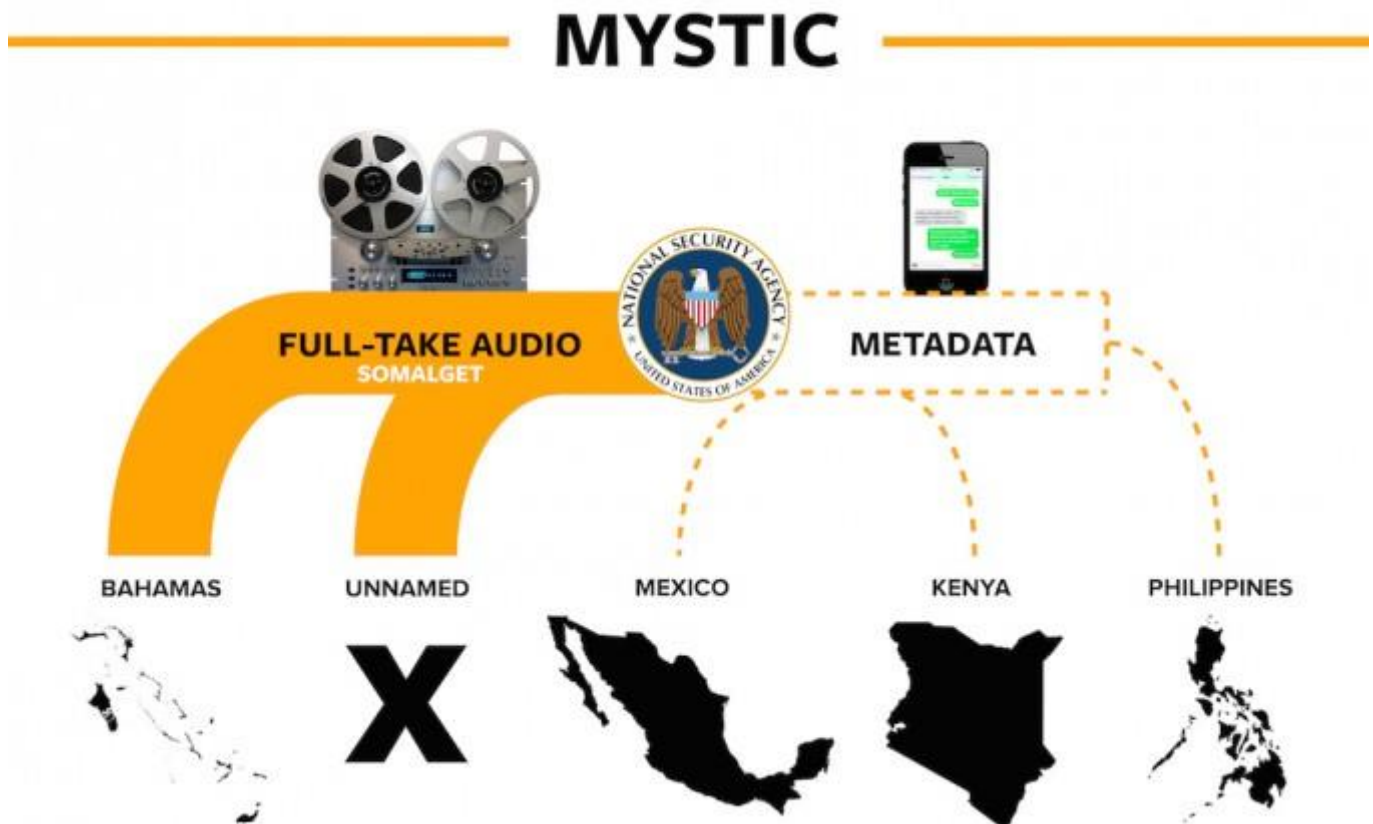 MYSTIC
FULL-TAKE AUDIO
SOMALGET
NATIONAL SECURITY AGENCY
UNITED STATES OF AMERICA
METADATA
BAHAMAS
UNNAMED
MEXICO
KENYA
PHILIPPINES
X